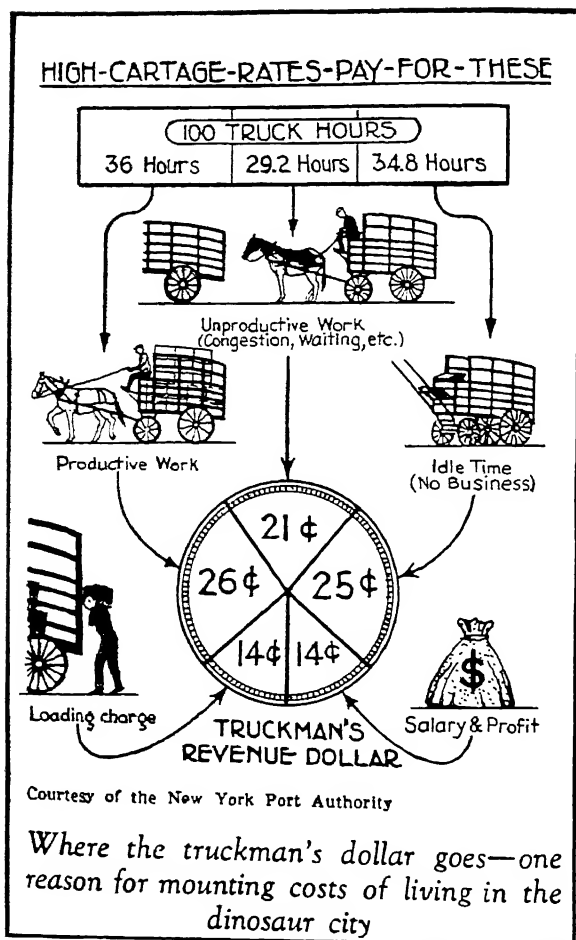 HIGH-CARTAGE-RATES-PAY-FOR-THESE
100 TRUCK HOURS
36 Hours 29.2 Hours 34.8 Hours
Unproductive Work
(Congestion, Waiting, etc.)
Productive Work
Idle Time
(No Business)
21¢
26¢ 25¢
14¢ 14¢
Loading charge
$
Salary & Profit
TRUCKMAN'S
REVENUE DOLLAR
Courtesy of the New York Port Authority
Where the truckman's dollar goes—one
reason for mounting costs of living in the
dinosaur city